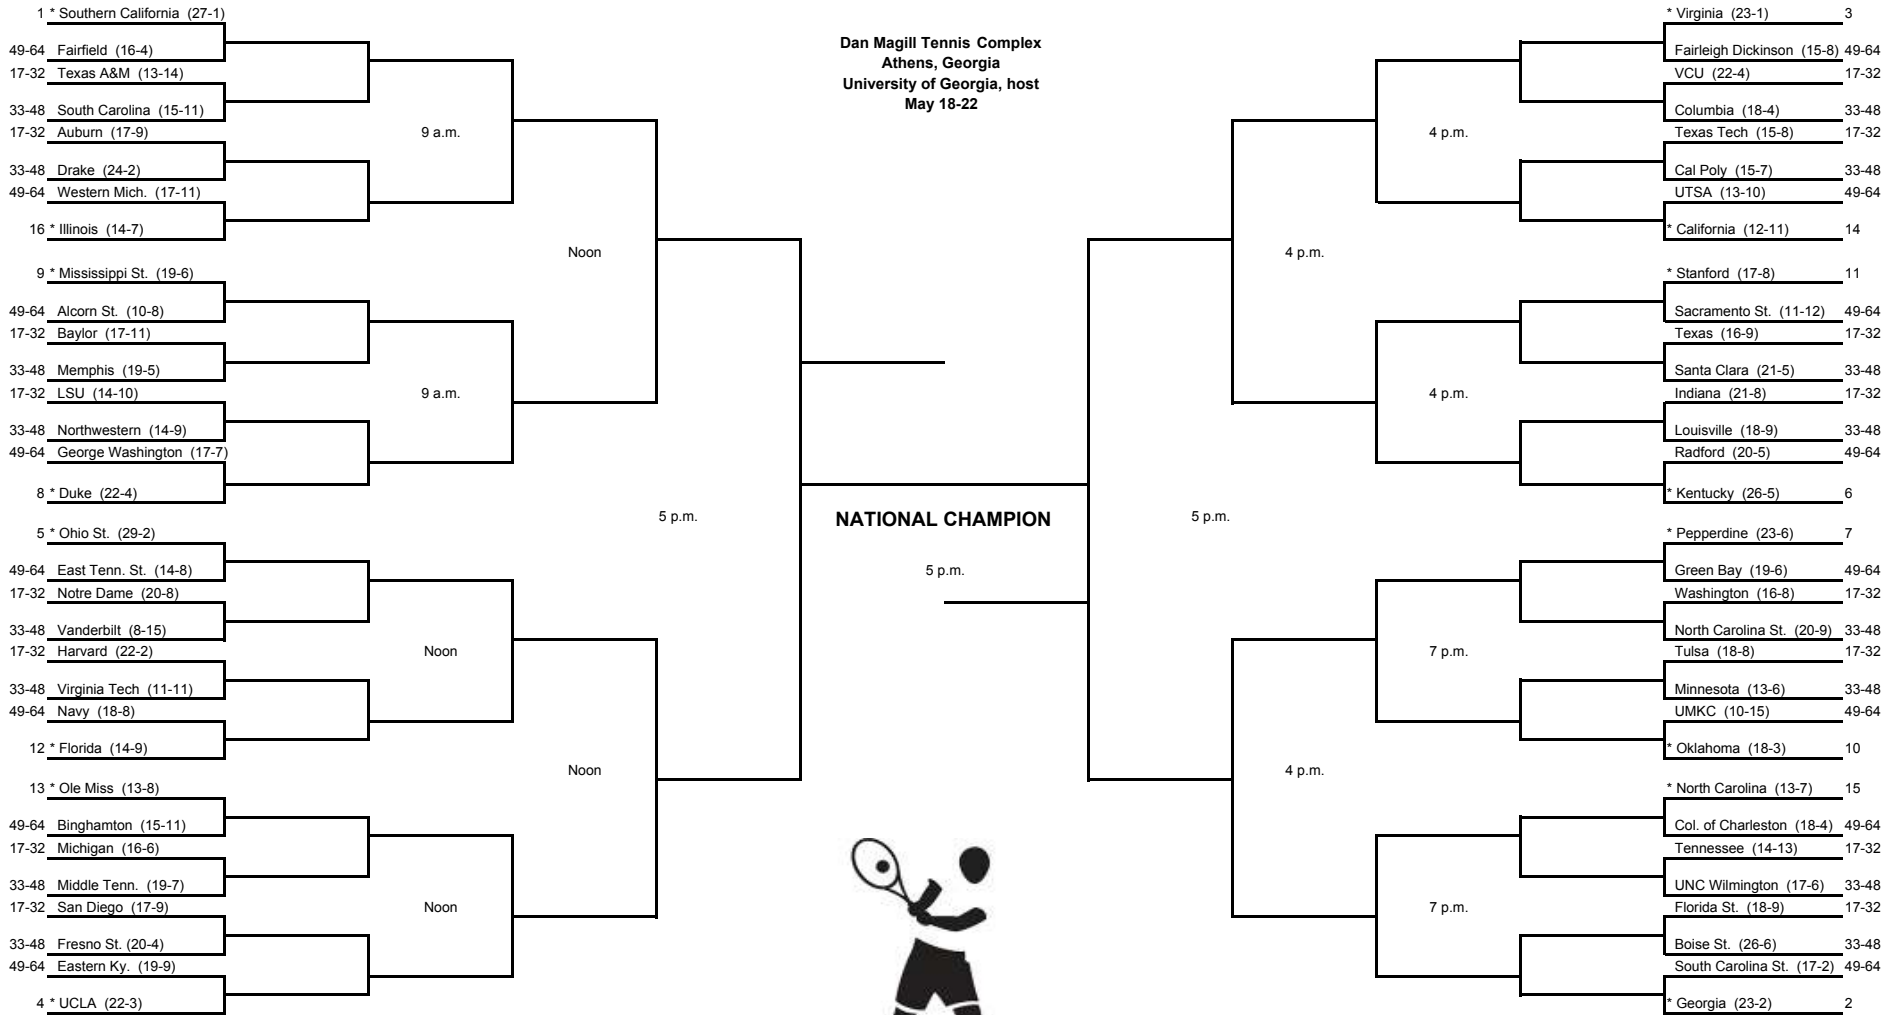 1 * Southern California (27-1)
49-64 Fairfield (16-4)
17-32 Texas A&M (13-14)
33-48 South Carolina (15-11)
17-32 Auburn (17-9)
9 a.m.
33-48 Drake (24-2)
49-64 Western Mich. (17-11)
16 * Illinois (14-7)
Noon
9 * Mississippi St. (19-6)
49-64 Alcorn St. (10-8)
17-32 Baylor (17-11)
33-48 Memphis (19-5)
17-32 LSU (14-10)
9 a.m.
33-48 Northwestern (14-9)
49-64 George Washington (17-7)
8 * Duke (22-4)
5 p.m.
5 * Ohio St. (29-2)
49-64 East Tenn. St. (14-8)
17-32 Notre Dame (20-8)
33-48 Vanderbilt (8-15)
17-32 Harvard (22-2)
Noon
33-48 Virginia Tech (11-11)
49-64 Navy (18-8)
12 * Florida (14-9)
Noon
13 * Ole Miss (13-8)
49-64 Binghamton (15-11)
17-32 Michigan (16-6)
33-48 Middle Tenn. (19-7)
17-32 San Diego (17-9)
Noon
33-48 Fresno St. (20-4)
49-64 Eastern Ky. (19-9)
4 * UCLA (22-3)
Dan Magill Tennis Complex
Athens, Georgia
University of Georgia, host
May 18-22
NATIONAL CHAMPION
5 p.m.
* Virginia (23-1) 3
Fairleigh Dickinson (15-8) 49-64
VCU (22-4) 17-32
Columbia (18-4) 33-48
4 p.m.
Texas Tech (15-8) 17-32
Cal Poly (15-7) 33-48
UTSA (13-10) 49-64
* California (12-11) 14
4 p.m.
* Stanford (17-8) 11
Sacramento St. (11-12) 49-64
Texas (16-9) 17-32
Santa Clara (21-5) 33-48
4 p.m.
Indiana (21-8) 17-32
Louisville (18-9) 33-48
Radford (20-5) 49-64
* Kentucky (26-5) 6
5 p.m.
* Pepperdine (23-6) 7
Green Bay (19-6) 49-64
Washington (16-8) 17-32
North Carolina St. (20-9) 33-48
7 p.m.
Tulsa (18-8) 17-32
Minnesota (13-6) 33-48
UMKC (10-15) 49-64
* Oklahoma (18-3) 10
4 p.m.
* North Carolina (13-7) 15
Col. of Charleston (18-4) 49-64
Tennessee (14-13) 17-32
UNC Wilmington (17-6) 33-48
7 p.m.
Florida St. (18-9) 17-32
Boise St. (26-6) 33-48
South Carolina St. (17-2) 49-64
* Georgia (23-2) 2